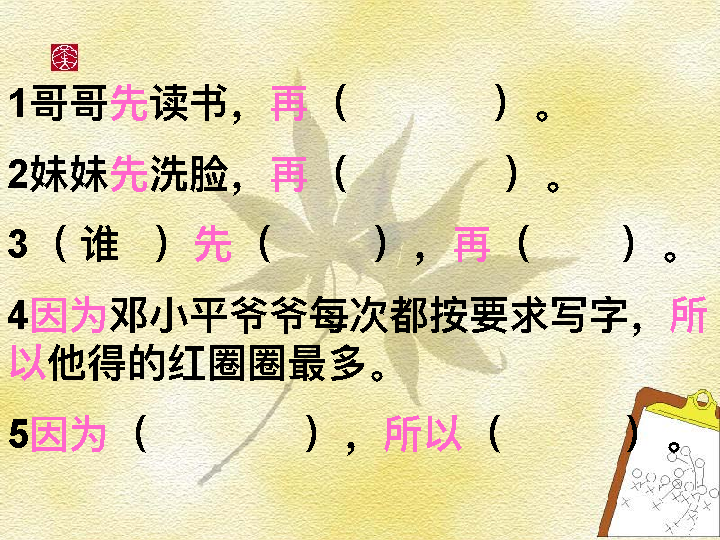 1哥哥先读书，再（　　　　）。
2妹妹先洗脸，再（　　　　）。
3（谁　）先（　　　），再（　　　）。
4因为邓小平爷爷每次都按要求写字，所
以他得的红圈圈最多。
5因为（　　　　），所以（　　　　）。